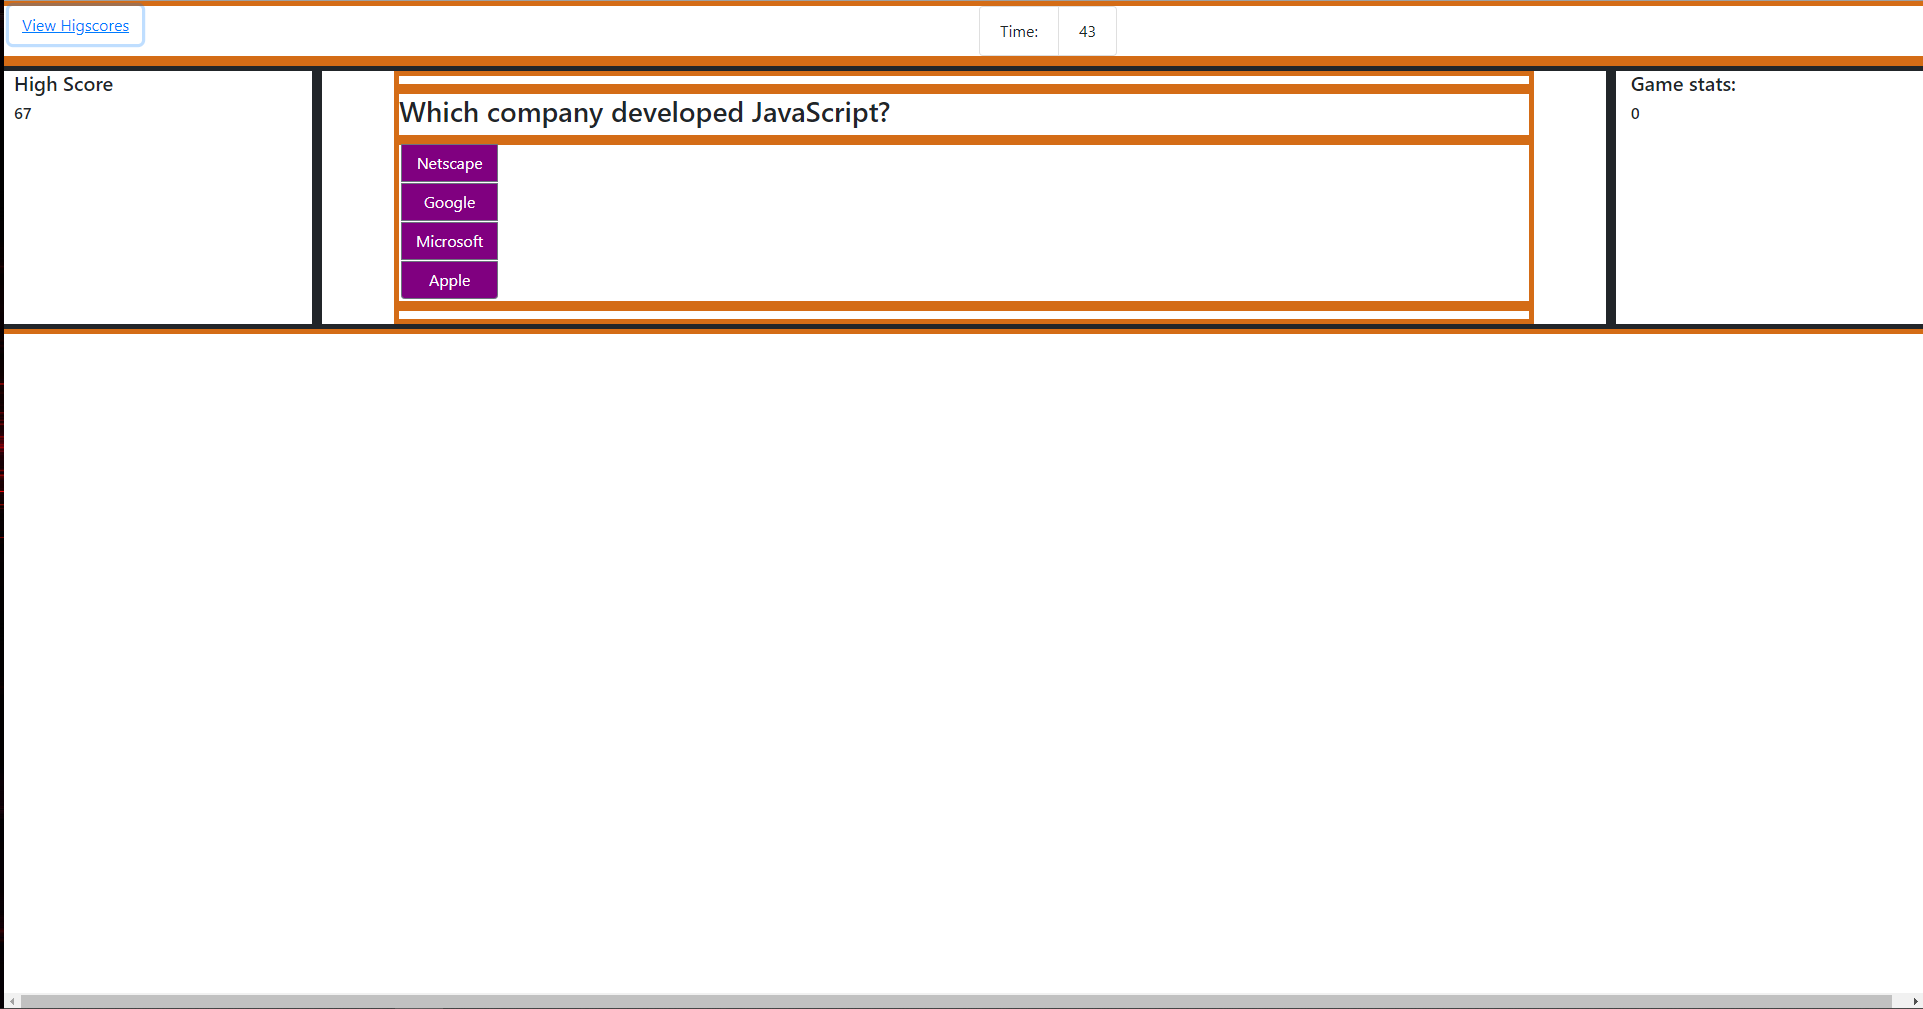 View Higscores
Time: 43
High Score
67
Which company developed JavaScript?
Netscape
Google
Microsoft
Apple
Game stats:
0